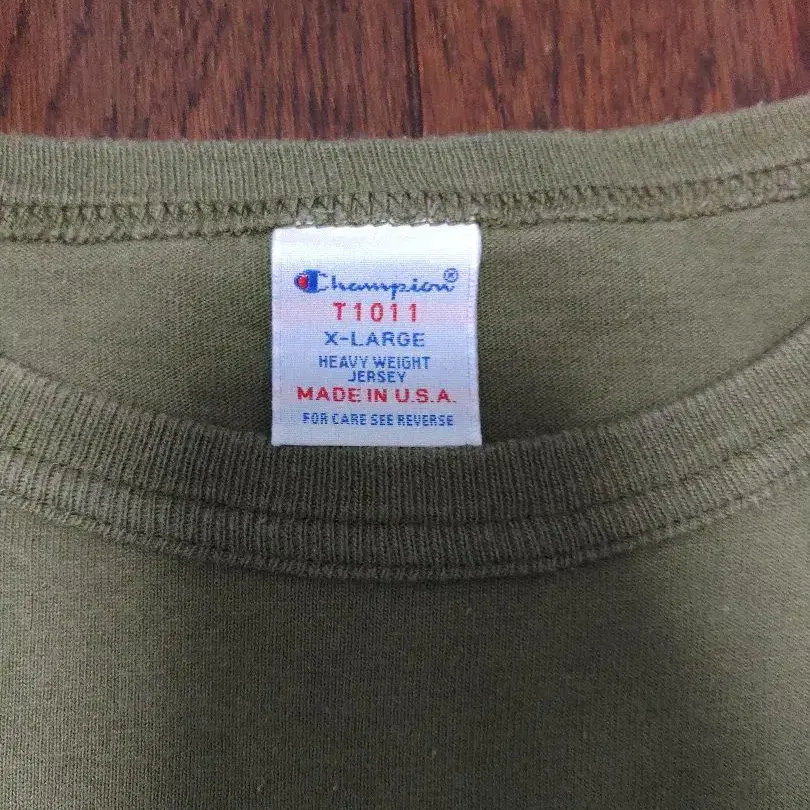 Champion®
T1011
X-LARGE
HEAVY WEIGHT
JERSEY
MADE IN U.S.A.
FOR CARE SEE REVERSE